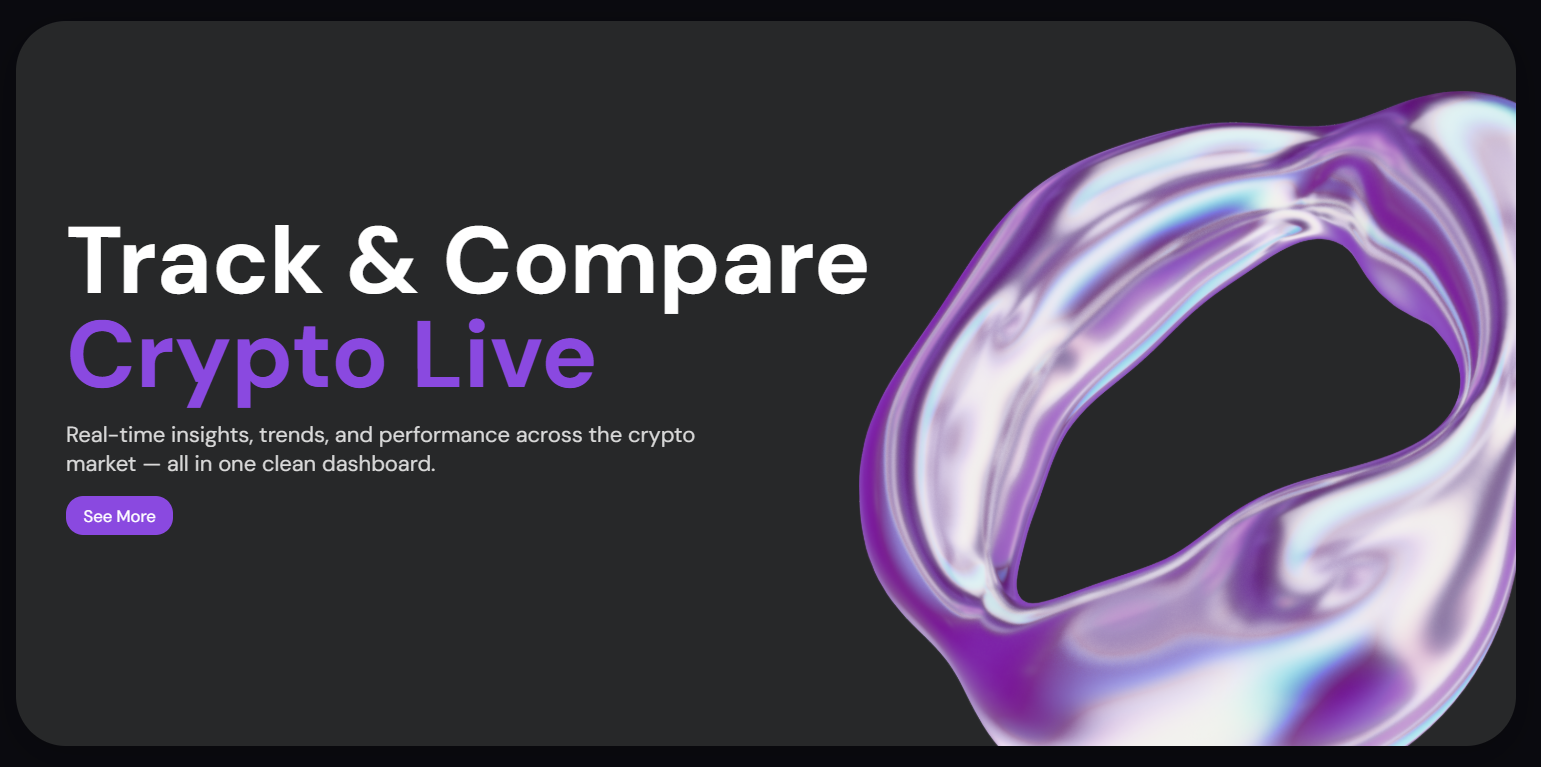 Track & Compare
Crypto Live
Real-time insights, trends, and performance across the crypto
market — all in one clean dashboard.
See More